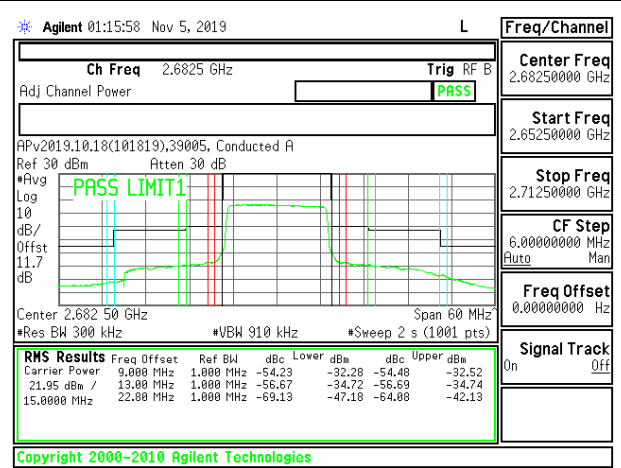 Agilent 01:15:58 Nov 5, 2019 L Freq/Channel
Center Freq
2.68250000 GHz
Ch Freq 2.6825 GHz Trig RF B
Adj Channel Power PASS
Start Freq
2.65250000 GHz
APv2019.10.18(101819),39005, Conducted A
Ref 30 dBm Atten 30 dB
#Avg
Log
10
dB/
Offst
11.7
dB
PASS LIMIT1
Stop Freq
2.71250000 GHz
CF Step
6.00000000 MHz
Auto Man
Center 2.682 50 GHz Span 60 MHz^
#Res BW 300 kHz #VBW 910 kHz #Sweep 2 s (1001 pts)
Freq Offset
0.00000000 Hz
Signal Track
On Off
RMS Results Freq Offset Ref BW dBc Lower dBm dBc Upper dBm
Carrier Power 9.000 MHz 1.000 MHz -54.23 -32.28 -54.48 -32.52
21.95 dBm / 13.00 MHz 1.000 MHz -56.67 -34.72 -56.69 -34.74
15.0000 MHz 22.80 MHz 1.000 MHz -69.13 -47.18 -64.08 -42.13
Copyright 2000-2010 Agilent Technologies